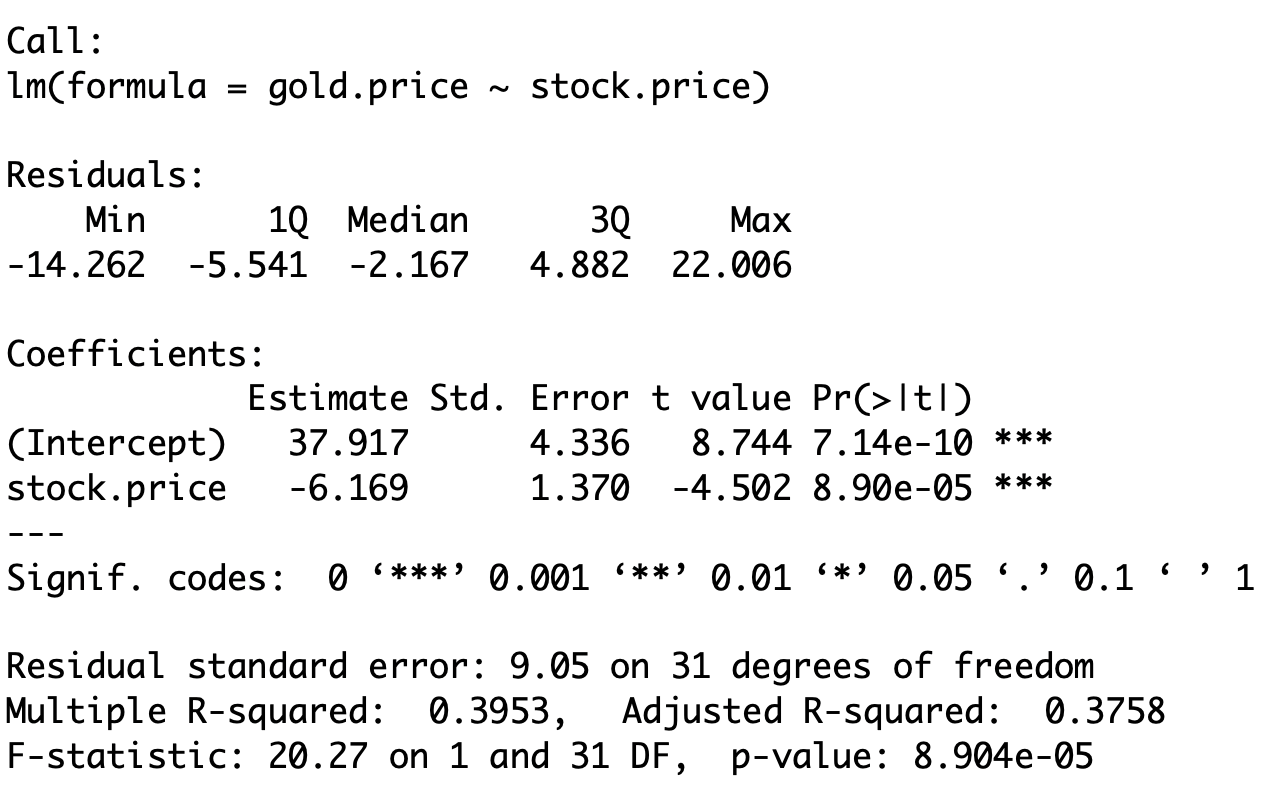 Call:
lm(formula = gold.price ~ stock.price)
Residuals:
    Min      1Q  Median      3Q     Max
-14.262  -5.541  -2.167   4.882  22.006
Coefficients:
            Estimate Std. Error t value Pr(>|t|)
(Intercept)   37.917      4.336   8.744 7.14e-10 ***
stock.price   -6.169      1.370  -4.502 8.90e-05 ***
---
Signif. codes:  0 ‘***’ 0.001 ‘**’ 0.01 ‘*’ 0.05 ‘.’ 0.1 ‘ ’ 1
Residual standard error: 9.05 on 31 degrees of freedom
Multiple R-squared:  0.3953,	Adjusted R-squared:  0.3758
F-statistic: 20.27 on 1 and 31 DF,  p-value: 8.904e-05